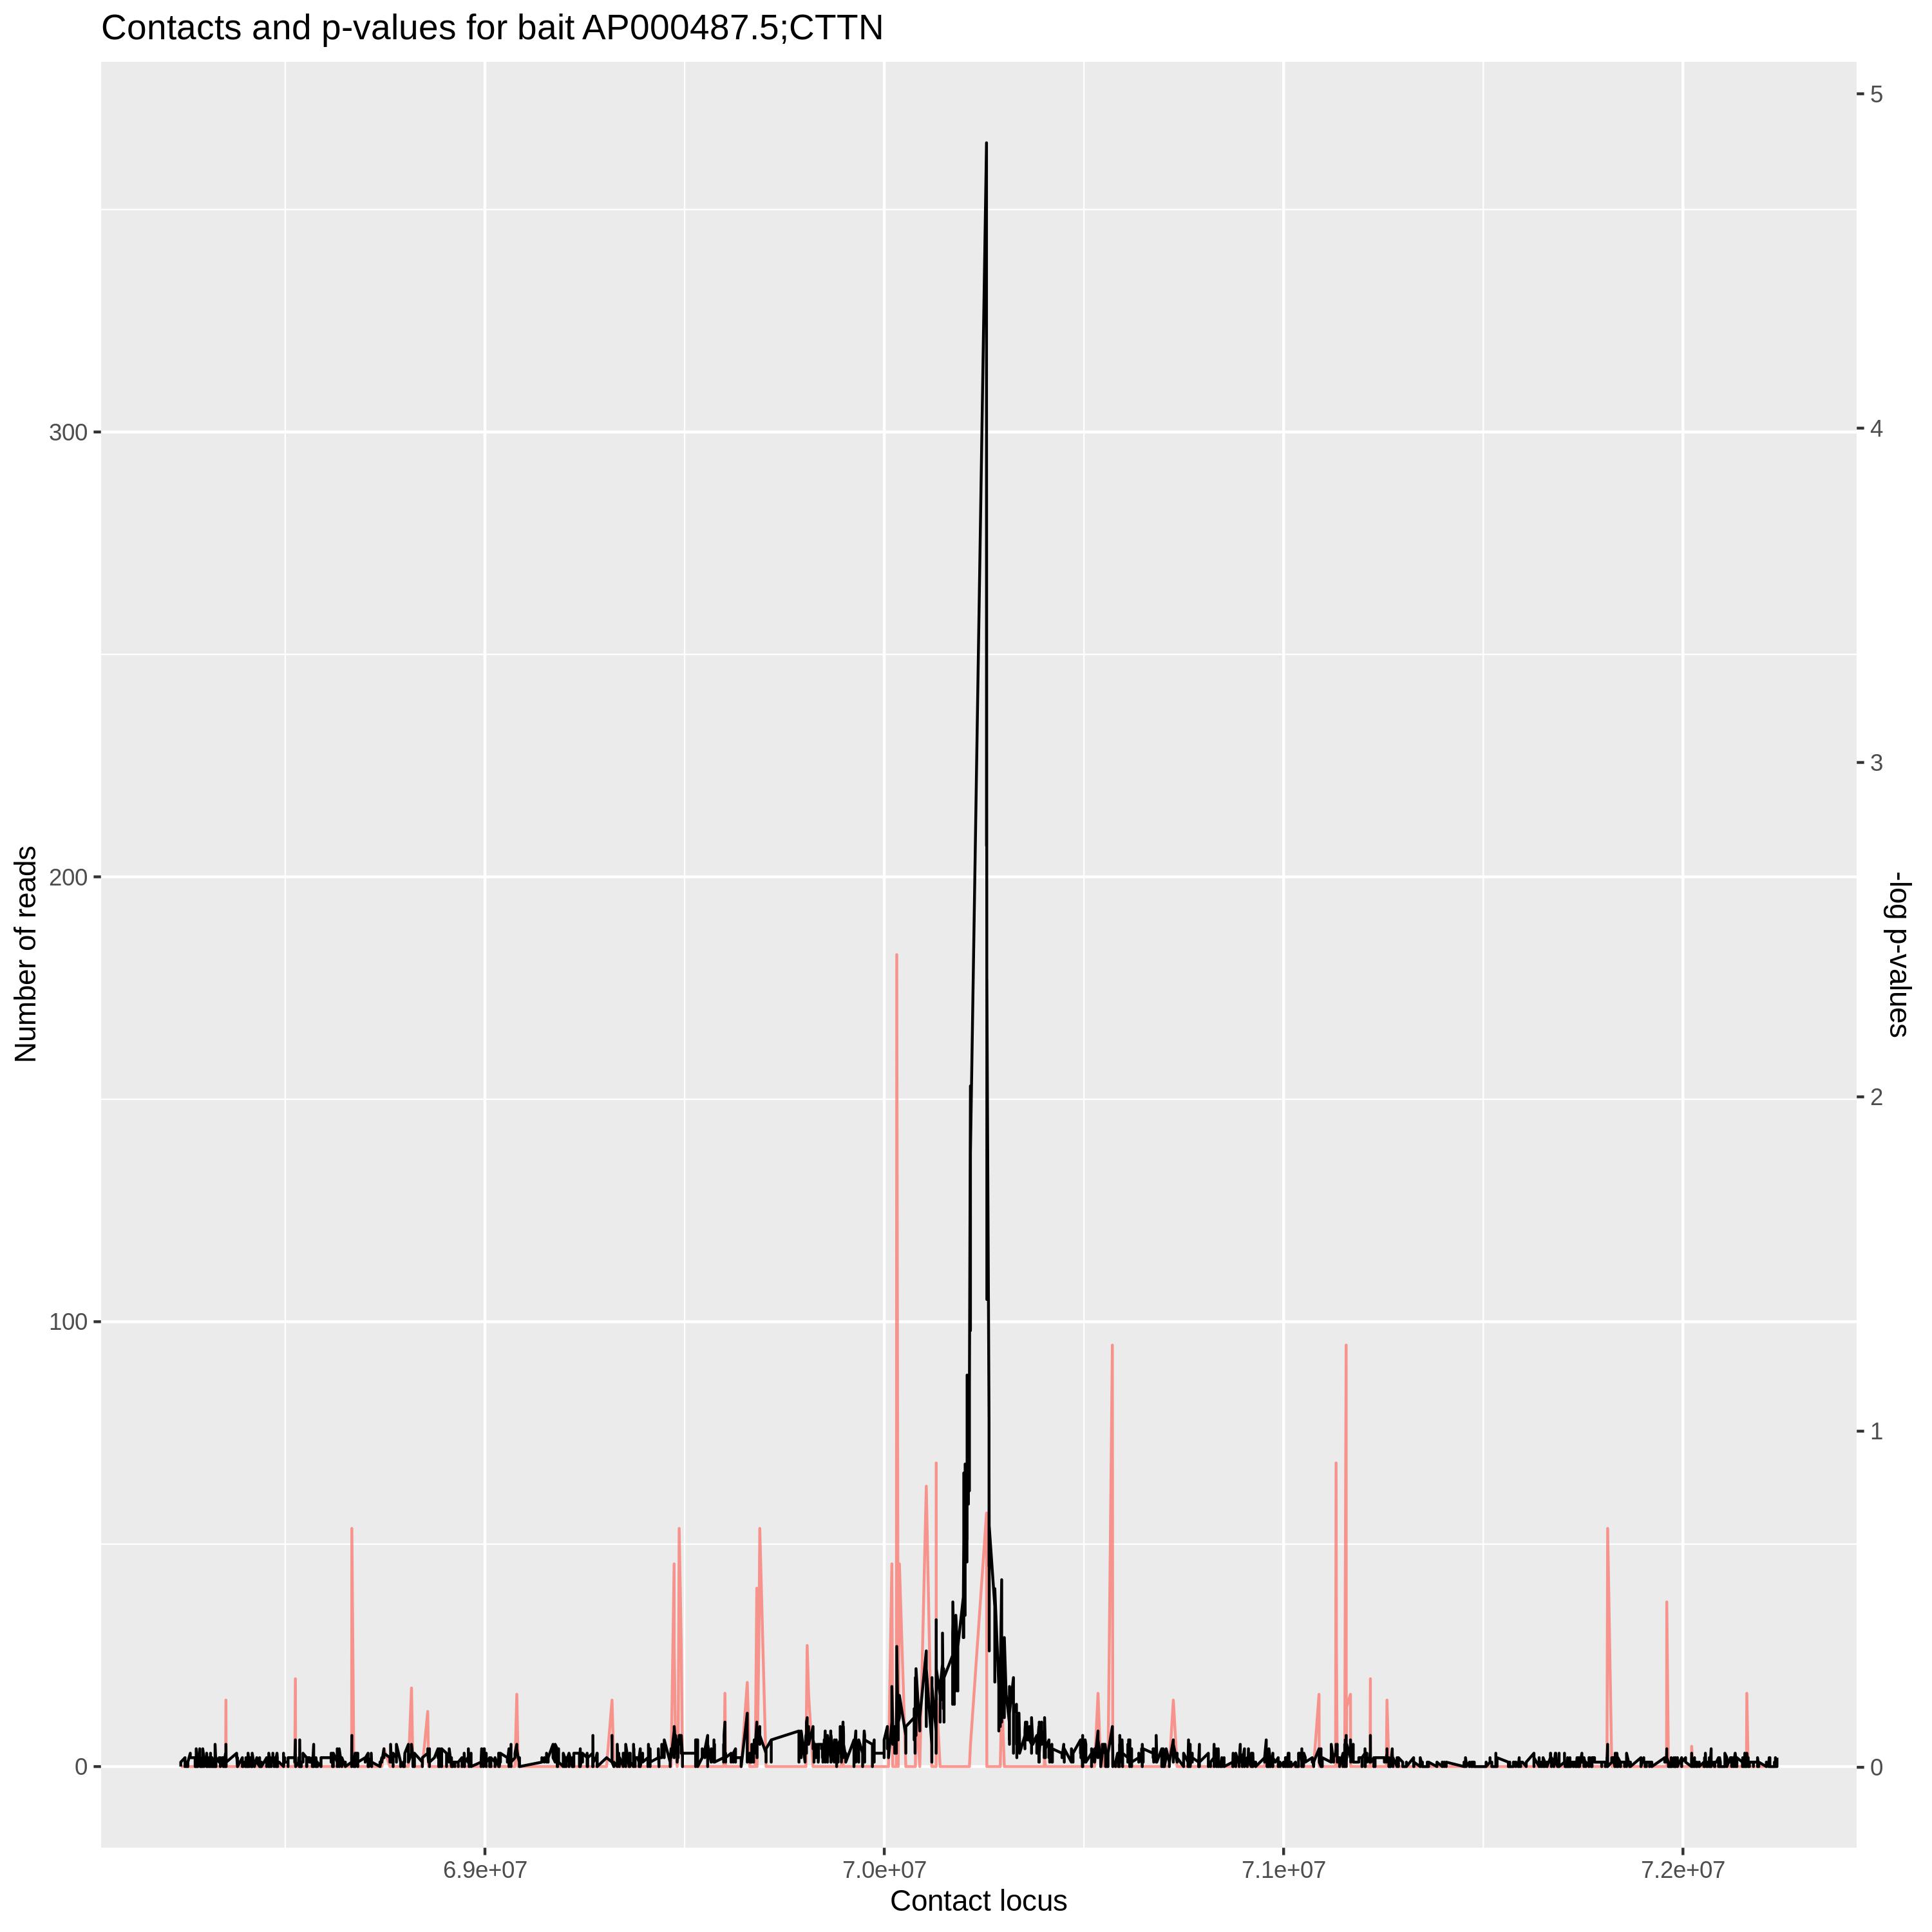 Contacts and p-values for bait AP000487.5;CTTN
Number of reads
300
200
100
0
5
4
3
2
1
0
-log p-values
6.9e+07 7.0e+07 7.1e+07 7.2e+07
Contact locus